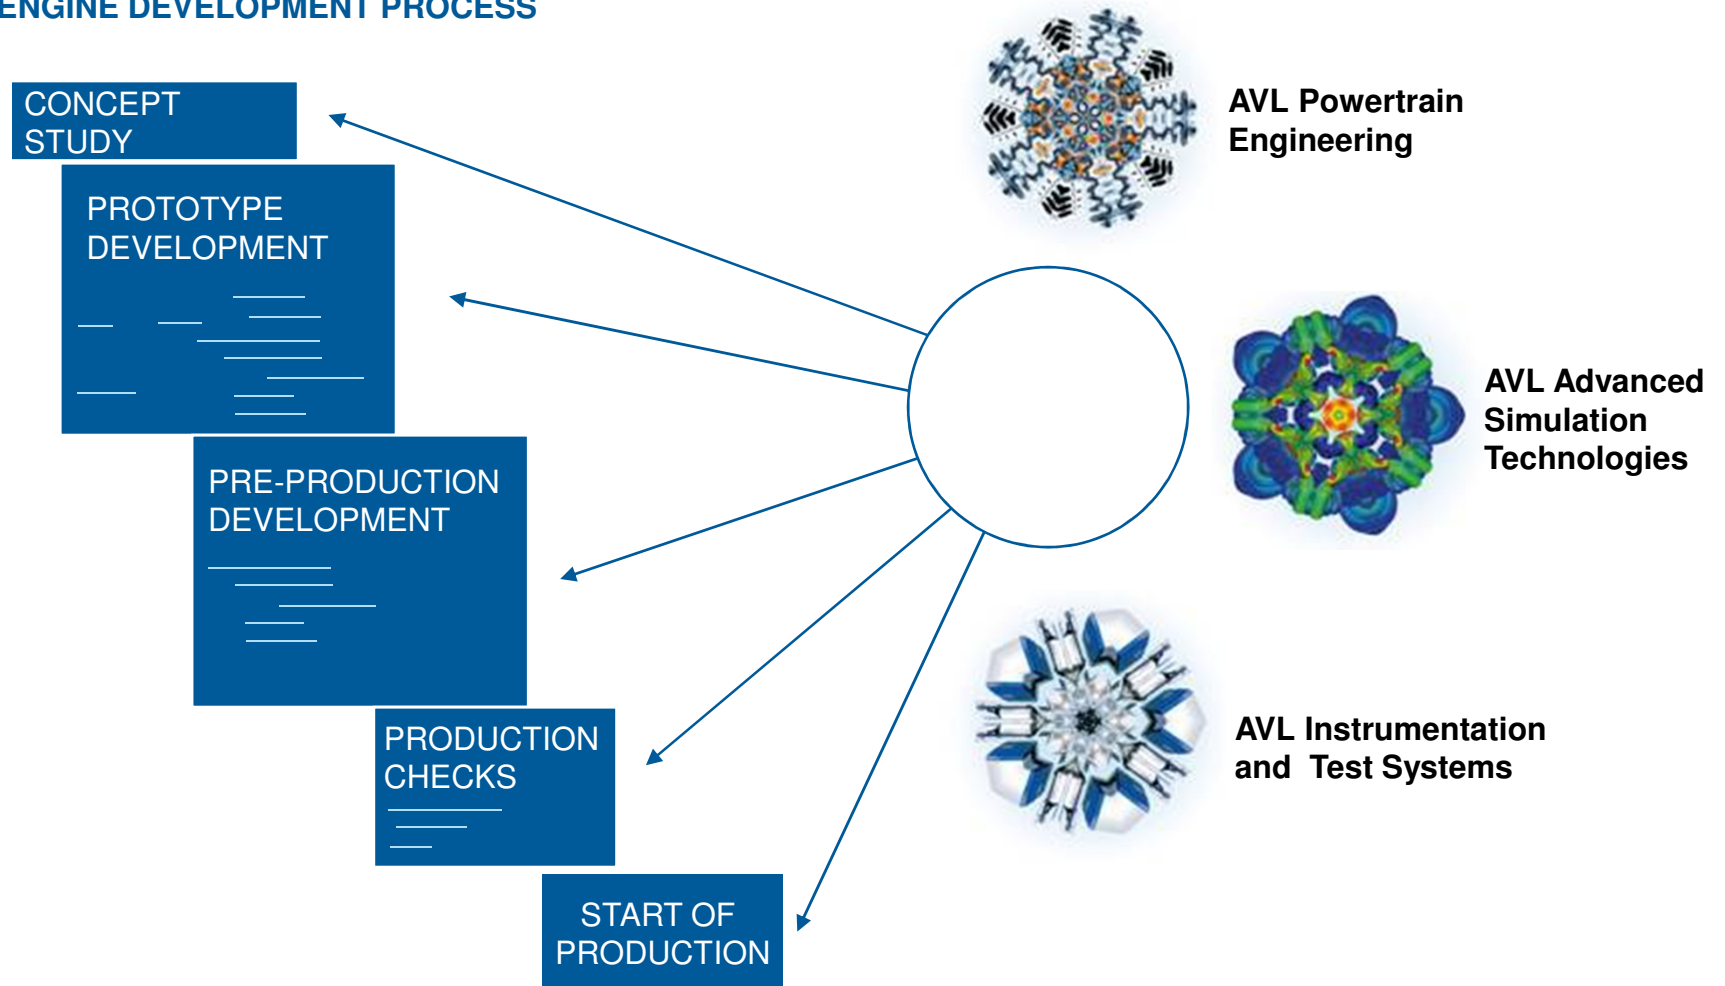 ENGINE DEVELOPMENT PROCESS
CONCEPT
STUDY
PROTOTYPE
DEVELOPMENT
PRE-PRODUCTION
DEVELOPMENT
PRODUCTION
CHECKS
START OF
PRODUCTION
AVL Powertrain
Engineering
AVL Advanced
Simulation
Technologies
AVL Instrumentation
and Test Systems